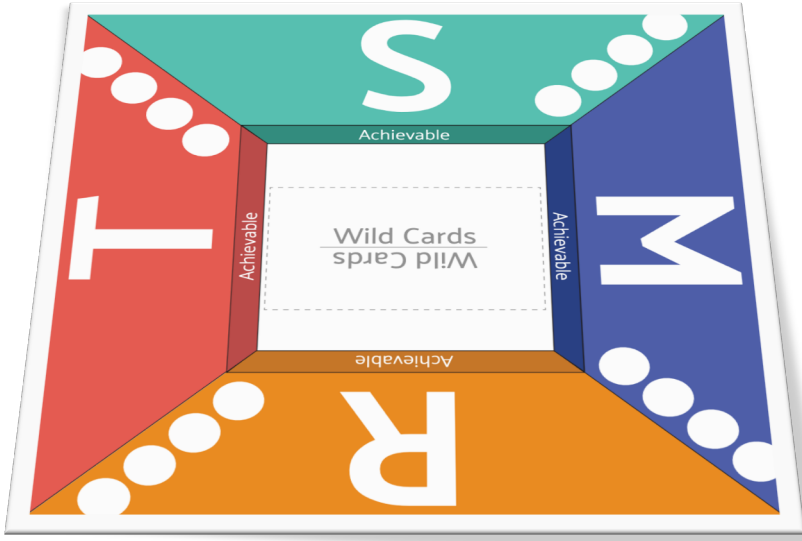 S
Achievable
T
Achievable
Wild Cards
Wild Cards
Achievable
M
Achievable
R